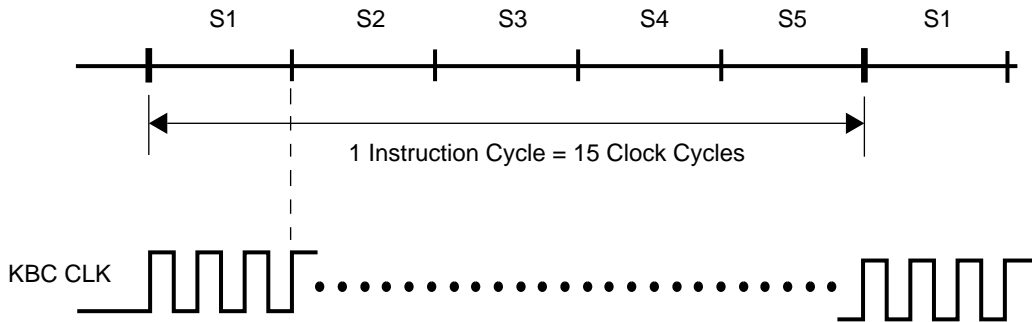 S1 S2 S3 S4 S5 S1
1 Instruction Cycle = 15 Clock Cycles
KBC CLK